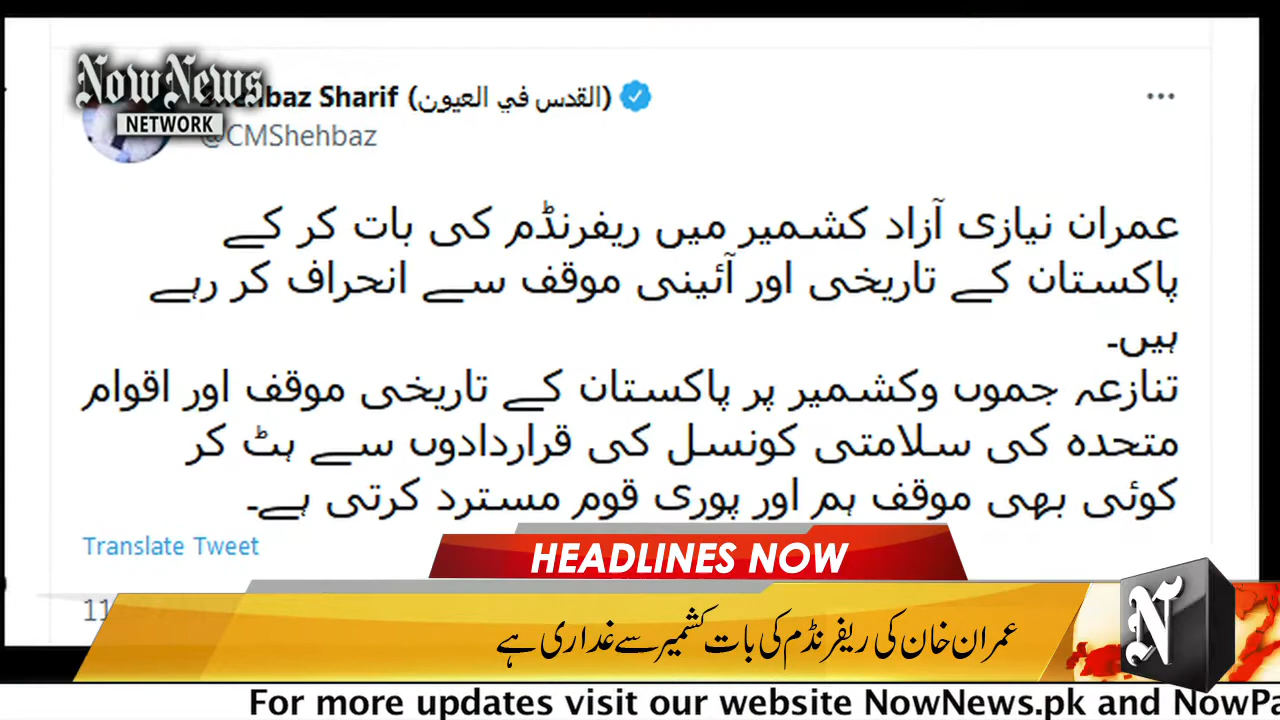 NowNews
NETWORK
Shehbaz Sharif (القدس في العيون)
@CMShehbaz
عمران نیازی آزاد کشمیر میں ریفرنڈم کی بات کر کے
پاکستان کے تاریخی اور آئینی موقف سے انحراف کر رہے
ہیں۔
تنازعہ جموں وکشمیر پر پاکستان کے تاریخی موقف اور اقوام
متحدہ کی سلامتی کونسل کی قراردادوں سے ہٹ کر
کوئی بھی موقف ہم اور پوری قوم مسترد کرتی ہے۔
Translate Tweet
HEADLINES NOW
11
عمران خان کی ریفرنڈم کی بات کشمیر سے غداری ہے
N
For more updates visit our website NowNews.pk and NowPa